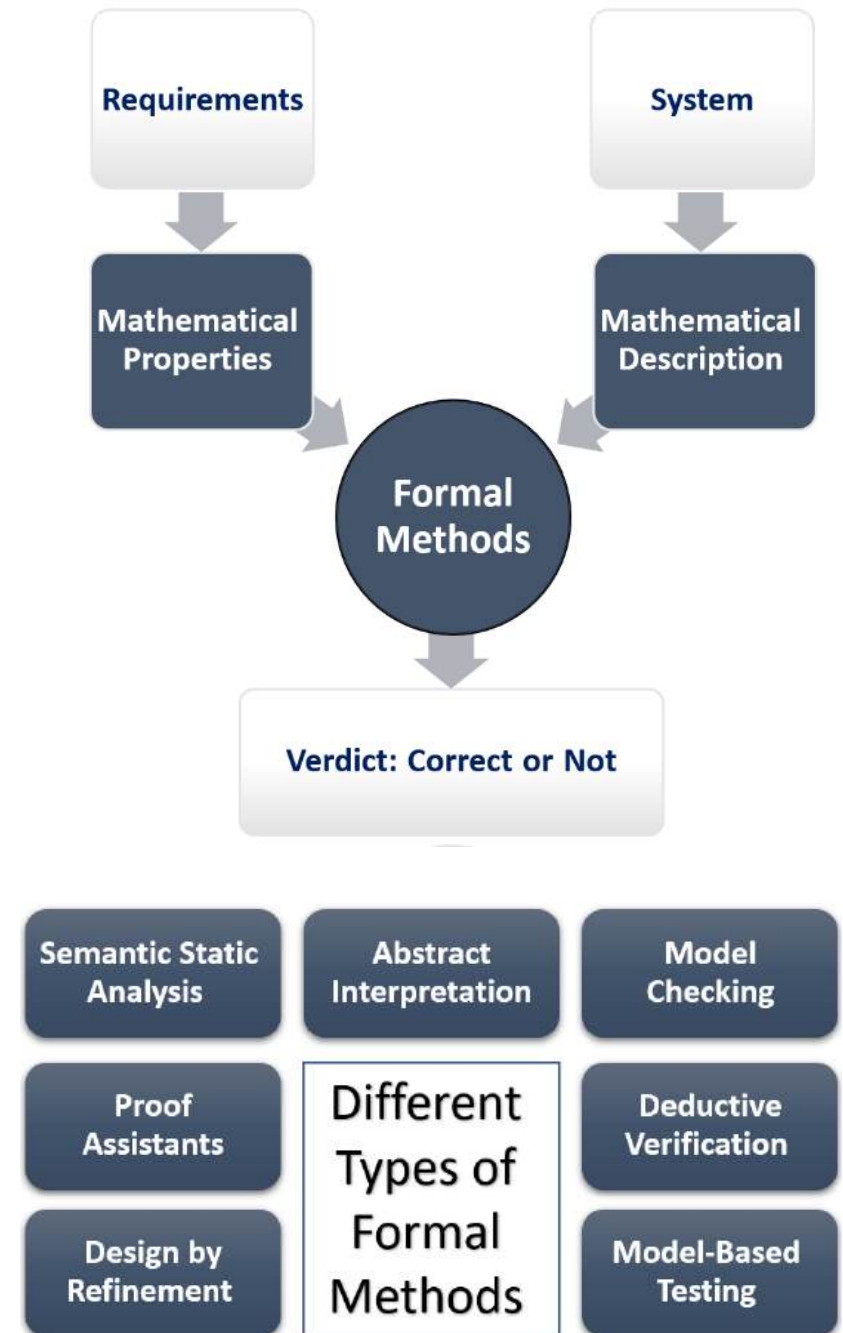 Requirements
System
Mathematical
Properties
Mathematical
Description
Formal
Methods
Verdict: Correct or Not
Semantic Static
Analysis
Abstract
Interpretation
Model
Checking
Proof
Assistants
Different
Types of
Formal
Methods
Deductive
Verification
Design by
Refinement
Model-Based
Testing